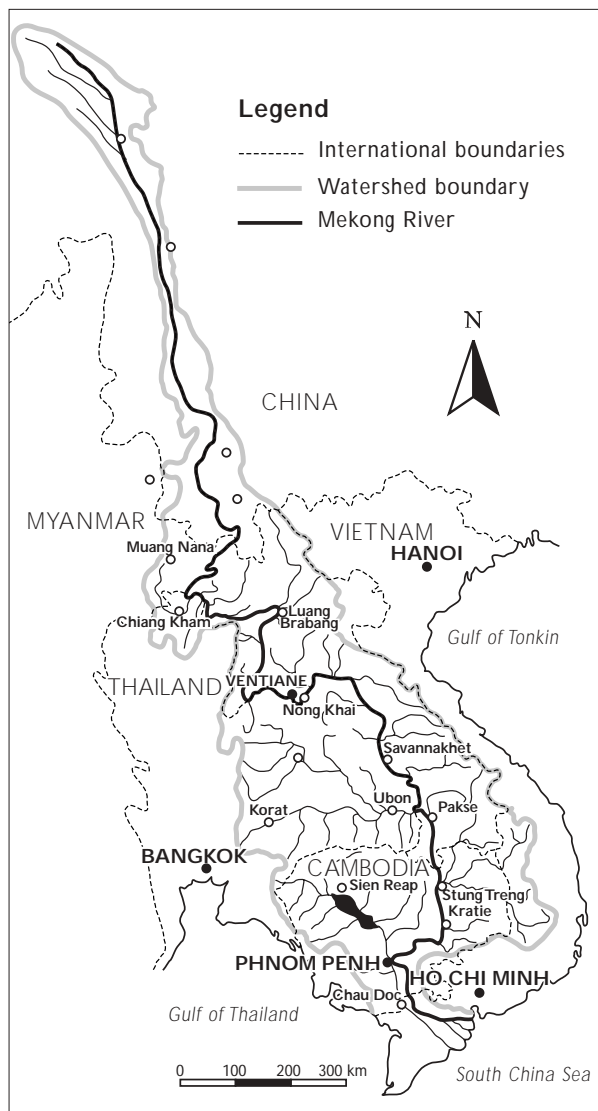 Legend
International boundaries
Watershed boundary
Mekong River
N
CHINA
MYANMAR
VIETNAM
HANOI
Muang Nana
Chiang Kham
Luang
Brabang
Gulf of Tonkin
THAILAND
VENTIANE
Nong Khai
Savannakhet
Ubon
Pakse
Korat
BANGKOK
CAMBODIA
Sien Reap
Stung Treng
Kratie
PHNOM PENH
HO CHI MINH
Chau Doc
Gulf of Thailand
0 100 200 300 km
South China Sea